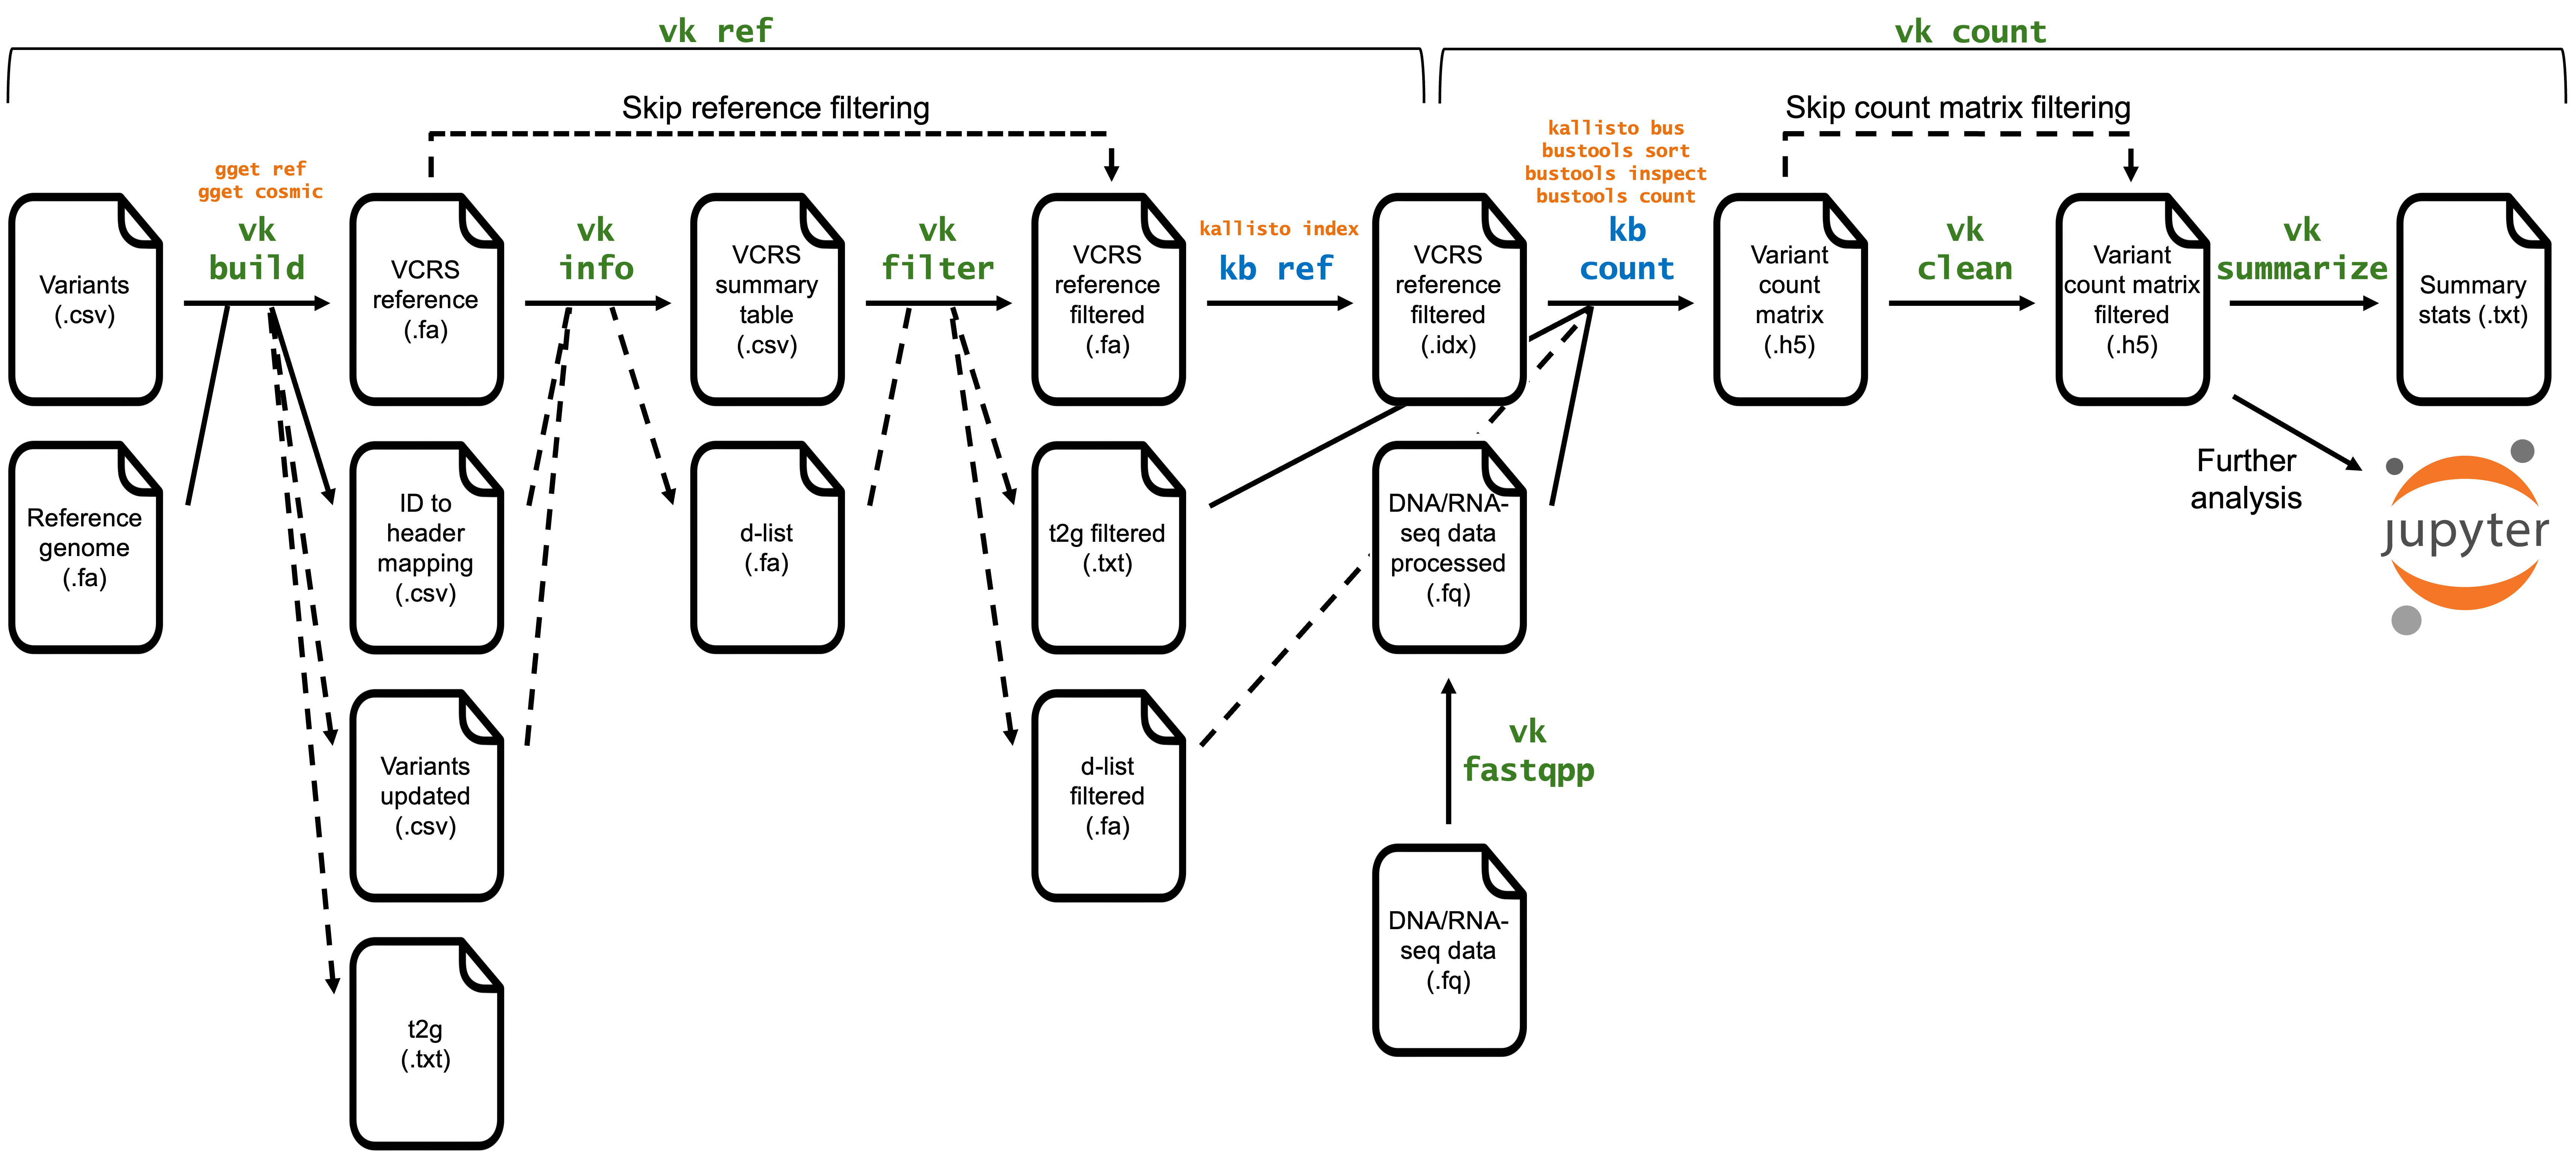 vk ref
vk count
Skip reference filtering
Skip count matrix filtering
gget ref
gget cosmic
vk
build
vk
info
vk
filter
kallisto index
kb ref
kallisto bus
bustools sort
bustools inspect
bustools count
kb
count
vk
clean
vk
summarize
Variants
(.csv)
VCRS
reference
(.fa)
VCRS
summary
table
(.csv)
VCRS
reference
filtered
(.fa)
VCRS
reference
filtered
(.idx)
Variant
count
matrix
(.h5)
Variant
count matrix
filtered
(.h5)
Summary
stats (.txt)
Reference
genome
(.fa)
ID to
header
mapping
(.csv)
d-list
(.fa)
t2g filtered
(.txt)
DNA/RNA-
seq data
processed
(.fq)
Further
analysis
jupyter
Variants
updated
(.csv)
d-list
filtered
(.fa)
vk
fastqpp
DNA/RNA-
seq data
(.fq)
t2g
(.txt)